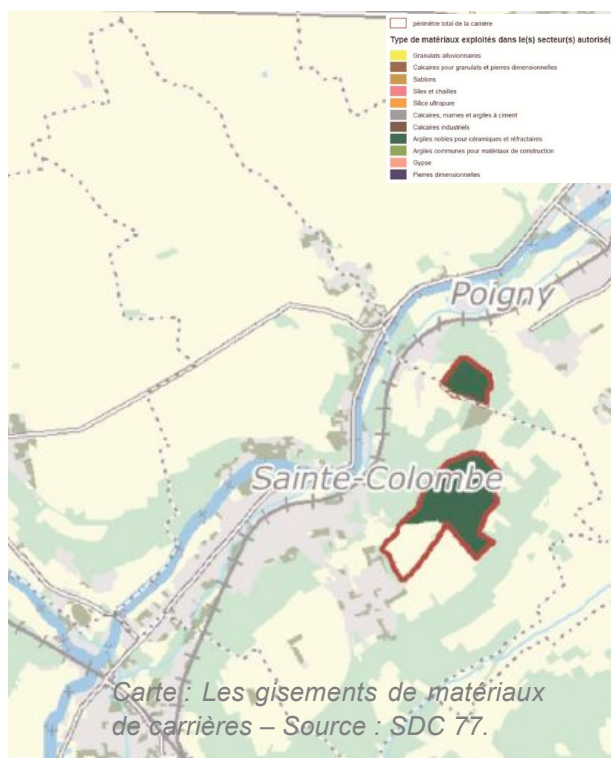 périmètre total de la carrière
Type de matériaux exploités dans le(s) secteur(s) autorisé(
Granulats alluvionnaires
Calcaires pour granulats et pierres dimensionnelles
Sablons
Silex et chailles
Silice ultrapure
Calcaires, marnes et argiles à ciment
Calcaires industriels
Argiles nobles pour céramiques et réfractaires
Argiles communes pour matériaux de construction
Gypse
Pierres dimensionnelles
Poigny
Sainte-Colombe
Carte : Les gisements de matériaux
de carrières – Source : SDC 77.